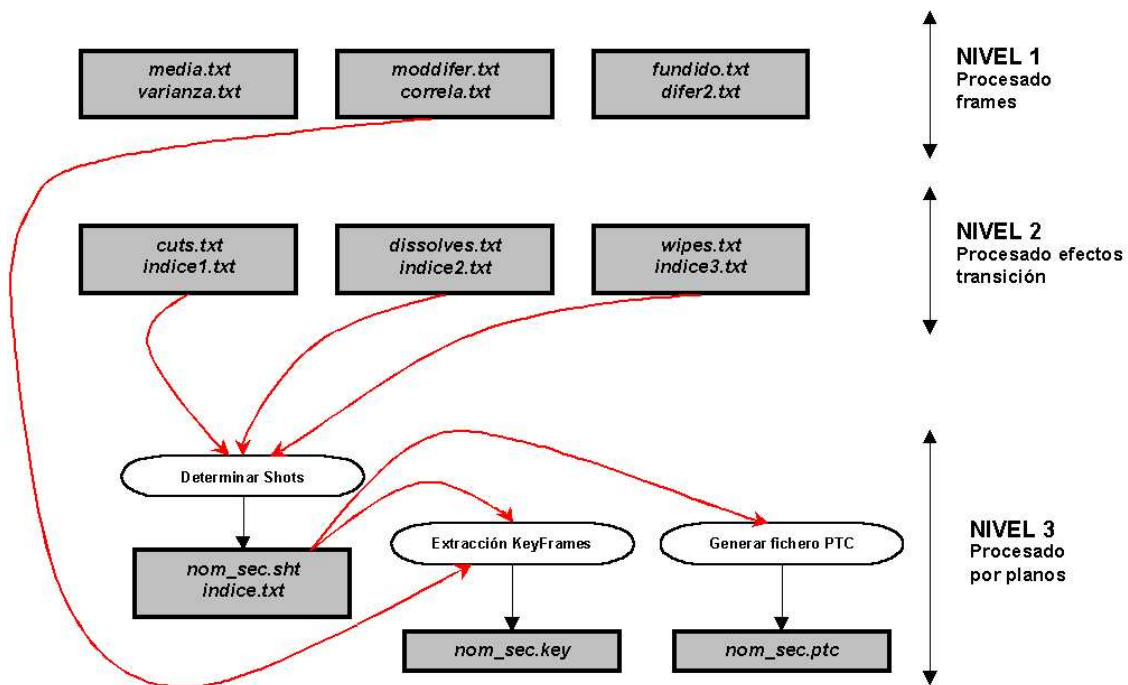 media.txt
varianza.txt
moddifer.txt
correla.txt
fundido.txt
difer2.txt
NIVEL 1
Procesado
frames
cuts.txt
indice1.txt
dissolves.txt
indice2.txt
wipes.txt
indice3.txt
NIVEL 2
Procesado efectos
transición
Determinar Shots
nom_sec.sht
indice.txt
Extracción KeyFrames
Generar fichero PTC
nom_sec.key
nom_sec.ptc
NIVEL 3
Procesado
por planos